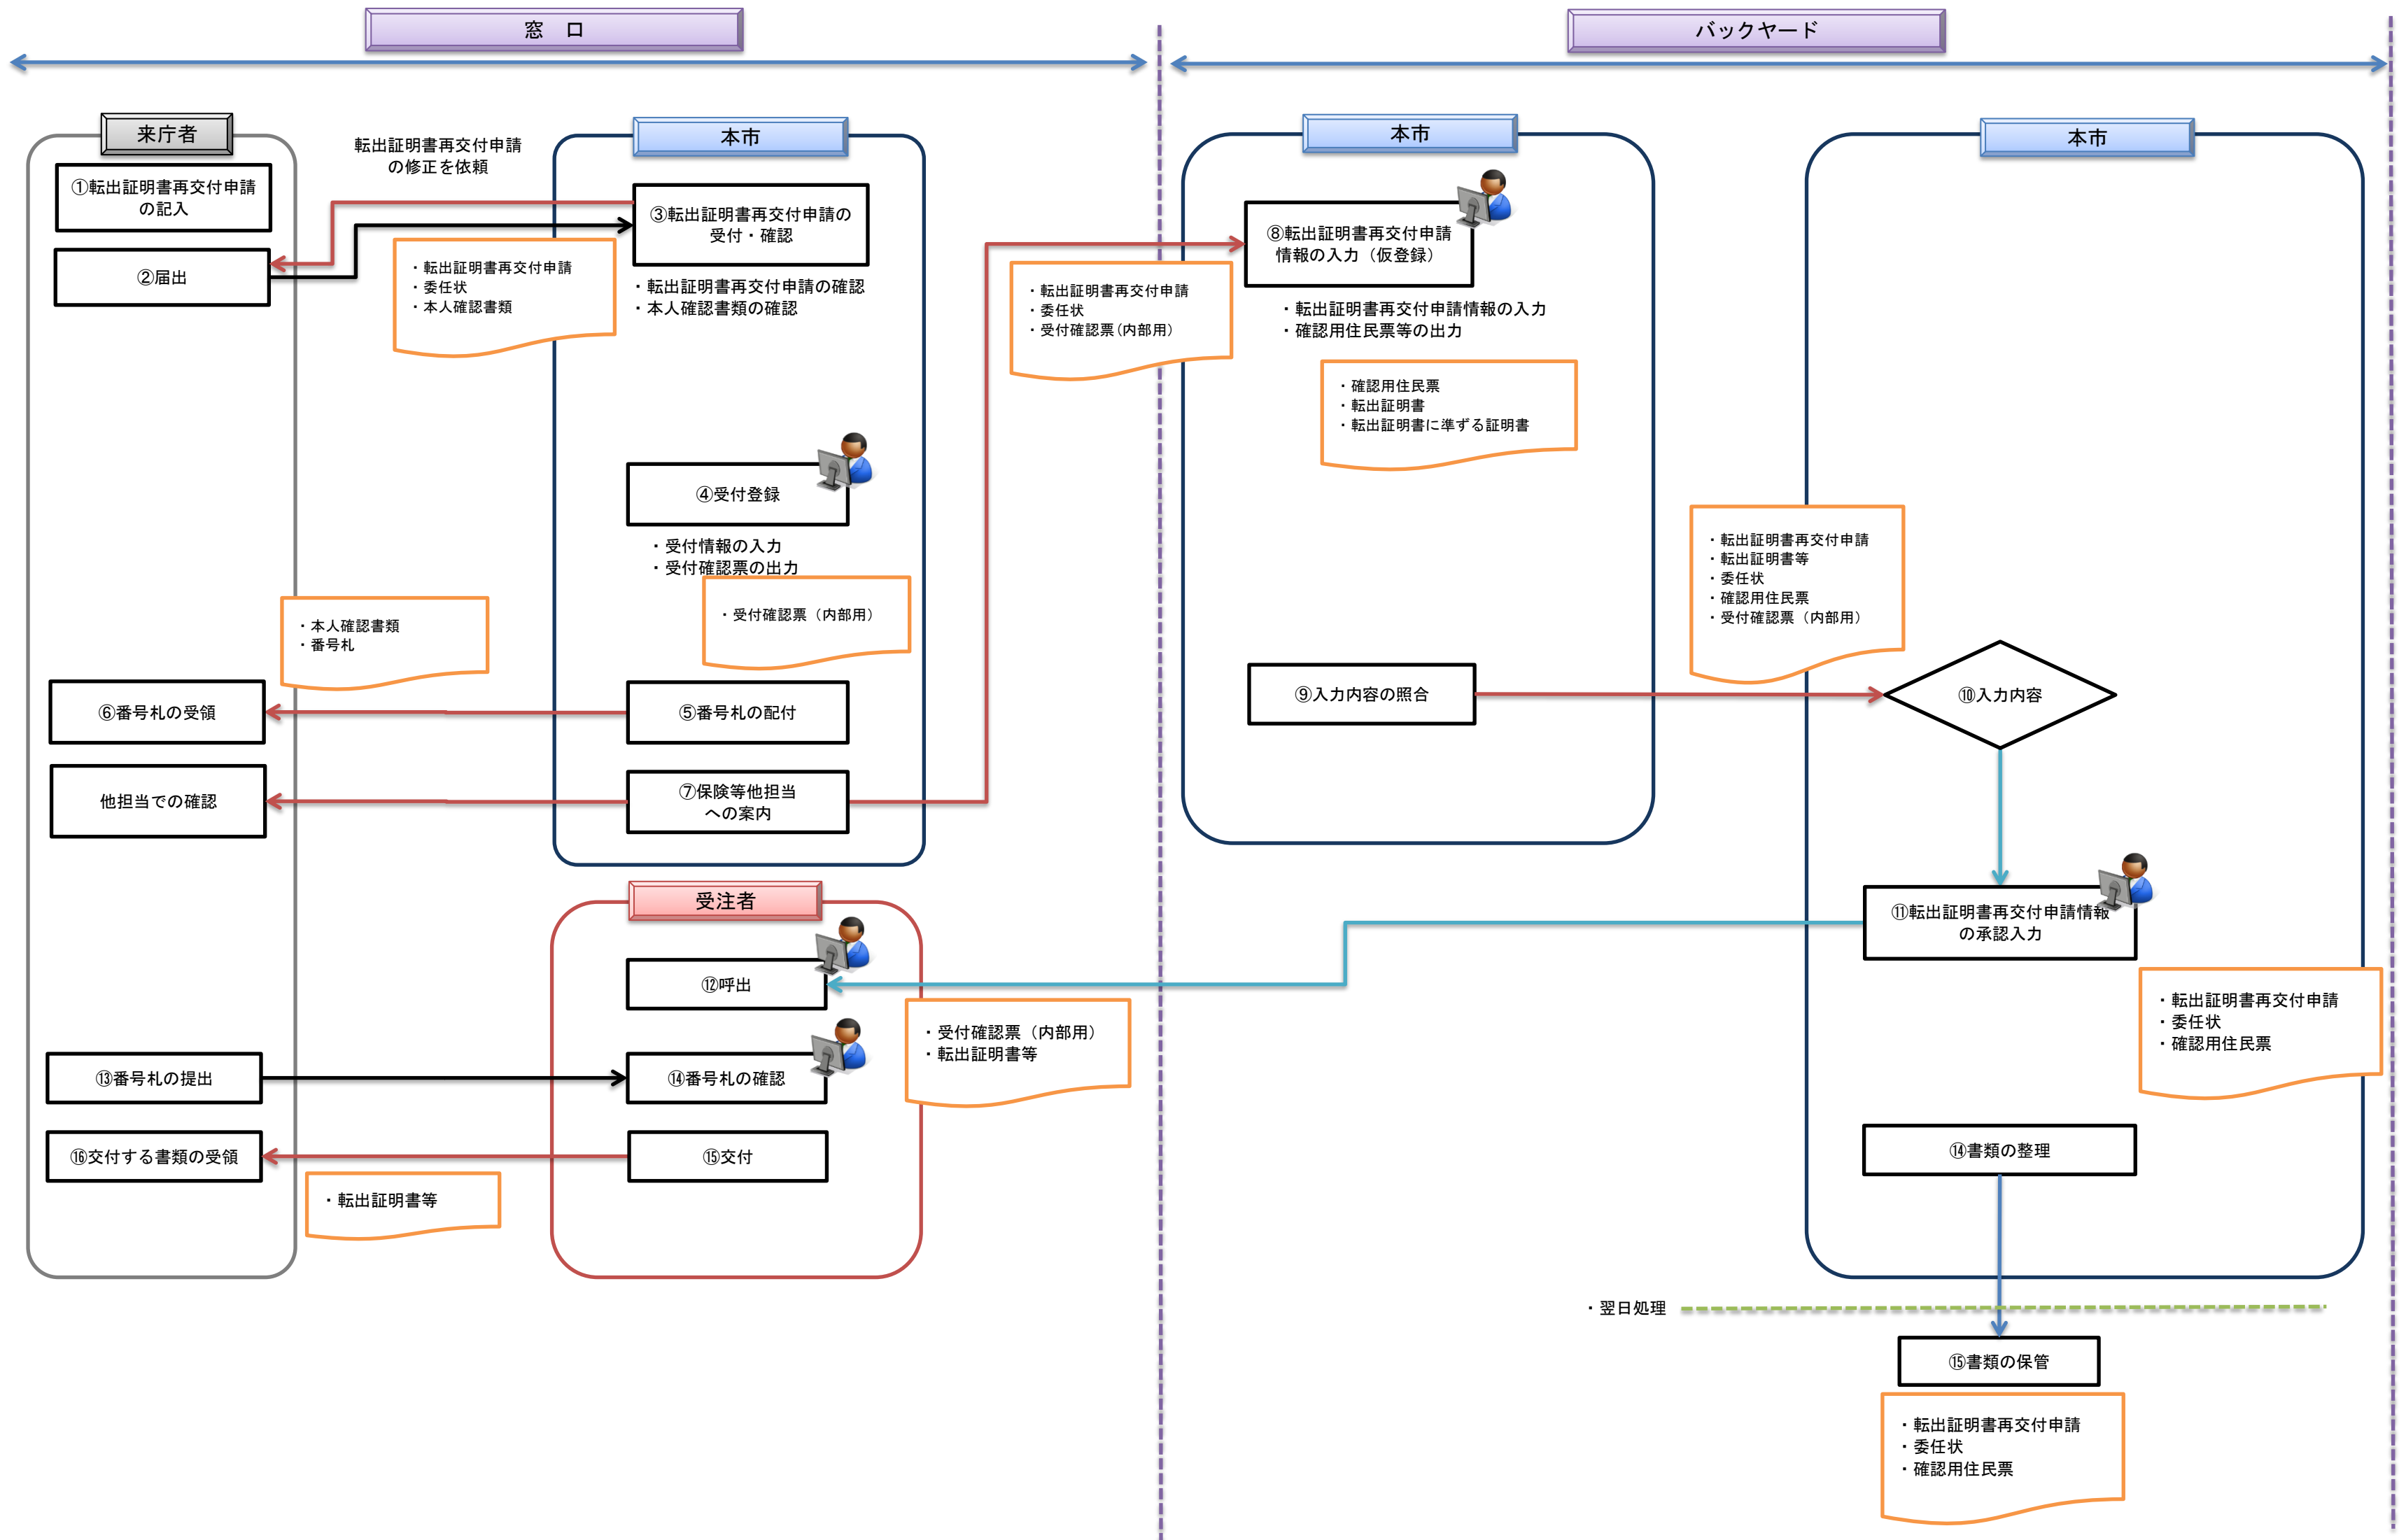 窓　口
バックヤード
来庁者
①転出証明書再交付申請
の記入
②届出
転出証明書再交付申請
の修正を依頼
・転出証明書再交付申請
・委任状
・本人確認書類
本市
③転出証明書再交付申請の
受付・確認
・転出証明書再交付申請の確認
・本人確認書類の確認
④受付登録
・受付情報の入力
・受付確認票の出力
・受付確認票（内部用）
・本人確認書類
・番号札
⑥番号札の受領
⑤番号札の配付
他担当での確認
⑦保険等他担当
への案内
・転出証明書再交付申請
・委任状
・受付確認票(内部用)
本市
⑧転出証明書再交付申請
情報の入力（仮登録）
・転出証明書再交付申請情報の入力
・確認用住民票等の出力
・確認用住民票
・転出証明書
・転出証明書に準ずる証明書
⑨入力内容の照合
本市
・転出証明書再交付申請
・転出証明書等
・委任状
・確認用住民票
・受付確認票（内部用）
⑩入力内容
⑪転出証明書再交付申請情報
の承認入力
・転出証明書再交付申請
・委任状
・確認用住民票
受注者
⑫呼出
・受付確認票（内部用）
・転出証明書等
⑬番号札の提出
⑭番号札の確認
⑯交付する書類の受領
⑮交付
・転出証明書等
⑭書類の整理
・翌日処理
⑮書類の保管
・転出証明書再交付申請
・委任状
・確認用住民票